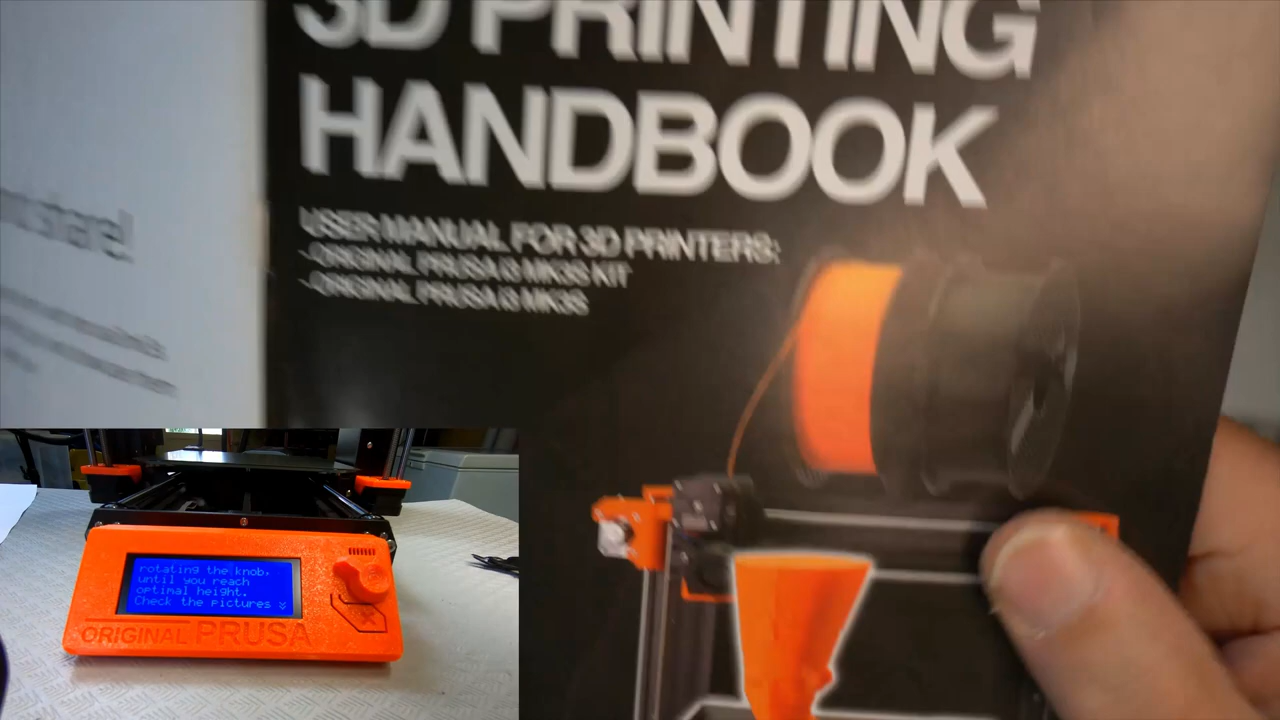 3D PRINTING
HANDBOOK
USER MANUAL FOR 3D PRINTERS:
-ORIGINAL PRUSA i3 MK3S KIT
-ORIGINAL PRUSA i3 MK3S
rotating the knob,
until you reach
optimal height.
Check the pictures
ORIGINAL PRUSA